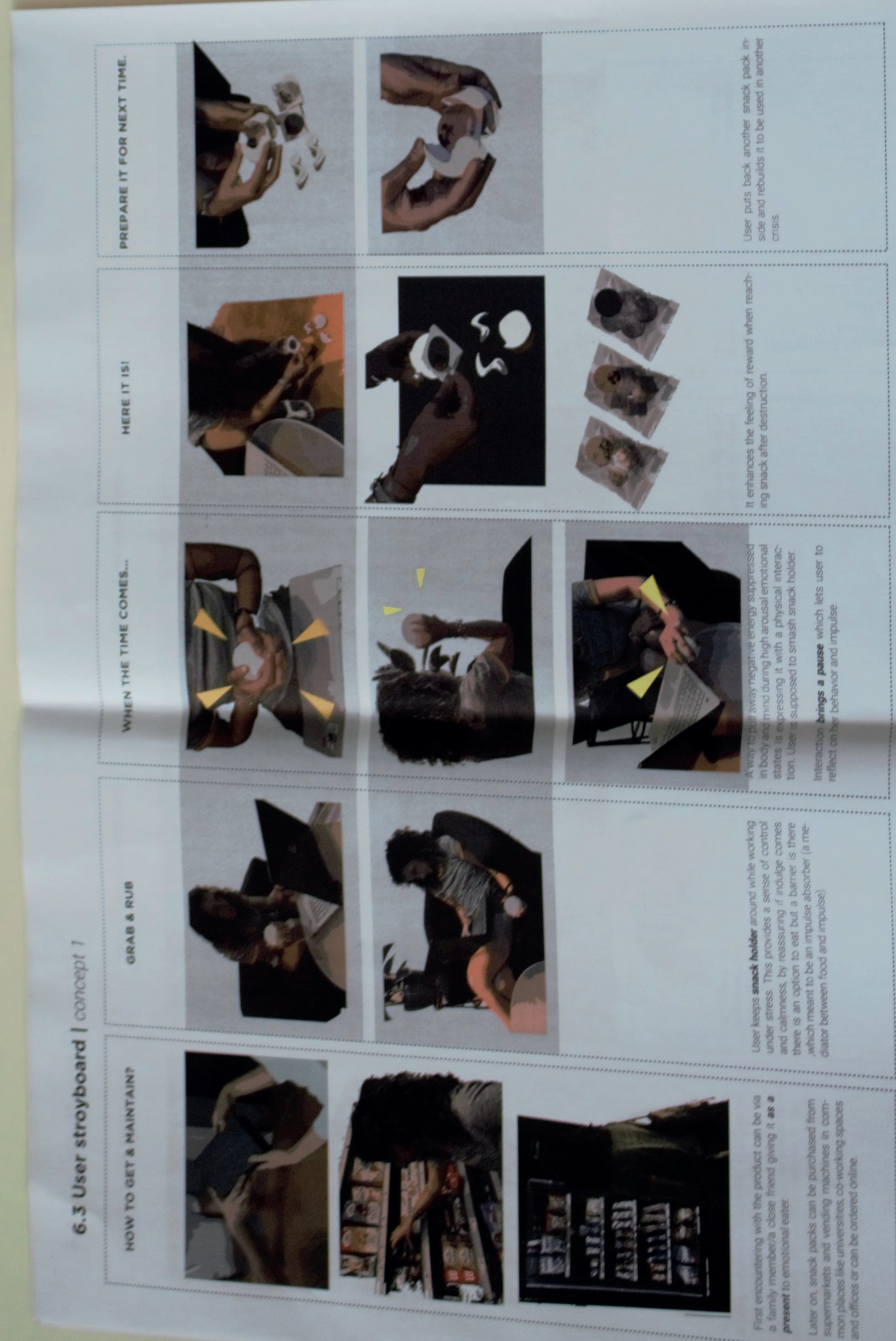 6.3 User stroyboard | concept 1
HOW TO GET & MAINTAIN?
First encountering with the product can be via
a family member/a close friend giving it as a
present to emotional eater.
ater on, snack packs can be purchased from
supermarkets and vending machines in com-
mon places like universities, co-working spaces
and offices or can be ordered online.
GRAB & RUB
User keeps snack holder around while working
under stress. This provides a sense of control
and calmness, by reassuring if indulge comes
there is an option to eat but a barrier is there
which meant to be an impulse absorber (a me-
diator between food and impulse)
WHEN THE TIME COMES...
A way to put away negative energy suppressed
in body and mind during high arousal emotional
states is expressing it with a physical interac-
tion. User is supposed to smash snack holder.
Interaction brings a pause which lets user to
reflect on her behavior and impulse
HERE IT IS!
It enhances the feeling of reward when reach-
ing snack after destruction.
PREPARE IT FOR NEXT TIME.
User puts back another snack pack in-
side and rebuilds it to be used in another
crisis.